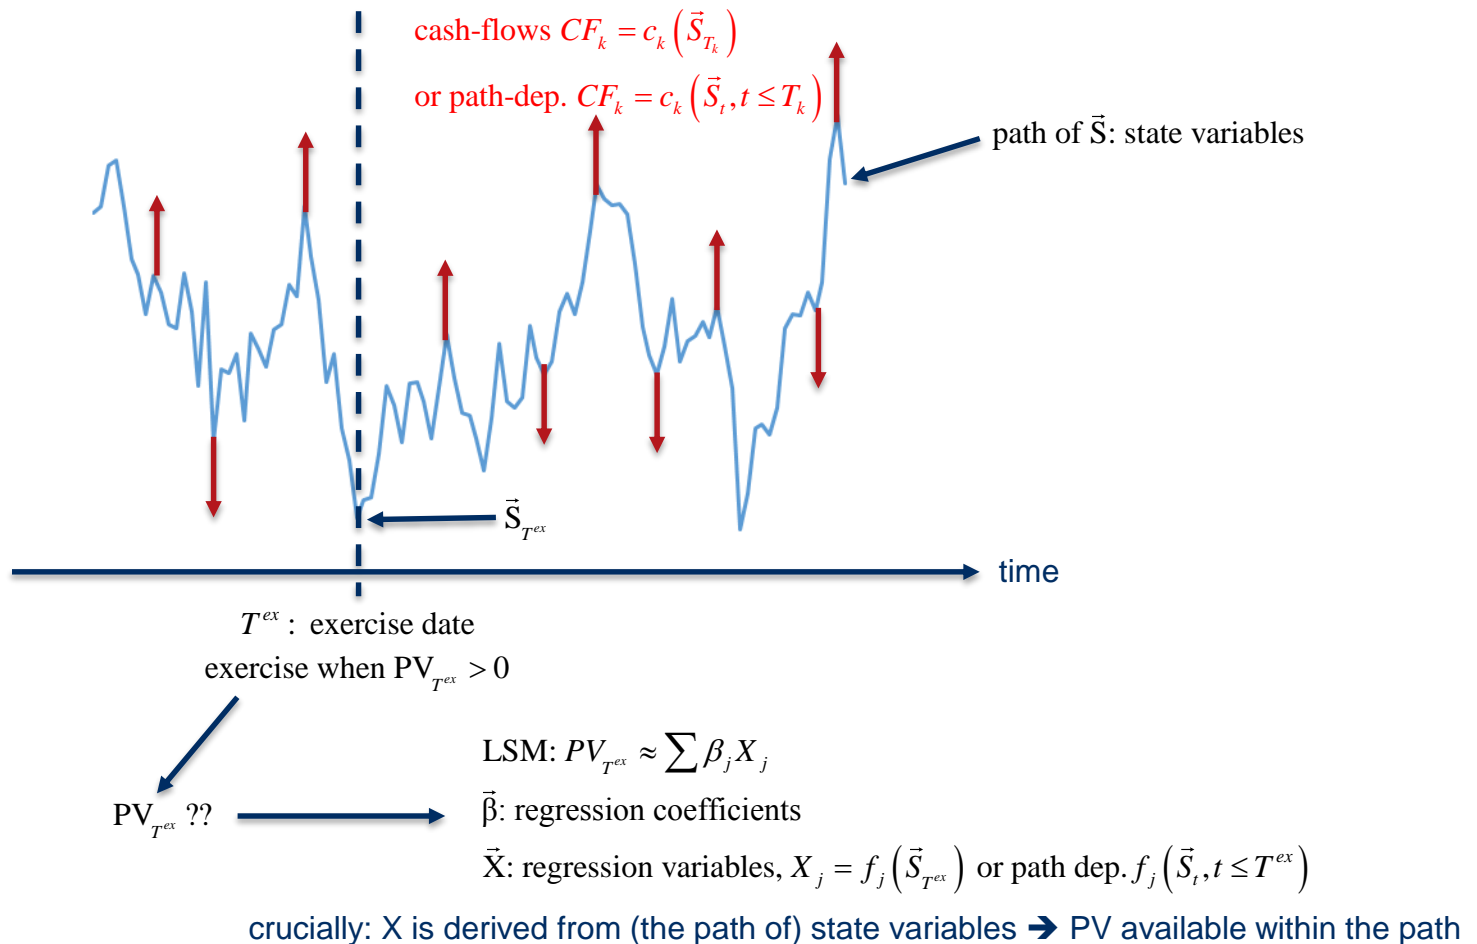 cash-flows CF_k = c_k(S⃗_{T_k})
or path-dep. CF_k = c_k(S⃗_t, t ≤ T_k)
path of S⃗: state variables
S⃗_{T^{ex}}
time
T^{ex} : exercise date
exercise when PV_{T^{ex}} > 0
LSM: PV_{T^{ex}} ≈ ∑ β_j X_j
PV_{T^{ex}} ??
β⃗: regression coefficients
X⃗: regression variables, X_j = f_j(S⃗_{T^{ex}}) or path dep. f_j(S⃗_t, t ≤ T^{ex})
crucially: X is derived from (the path of) state variables ➔ PV available within the path